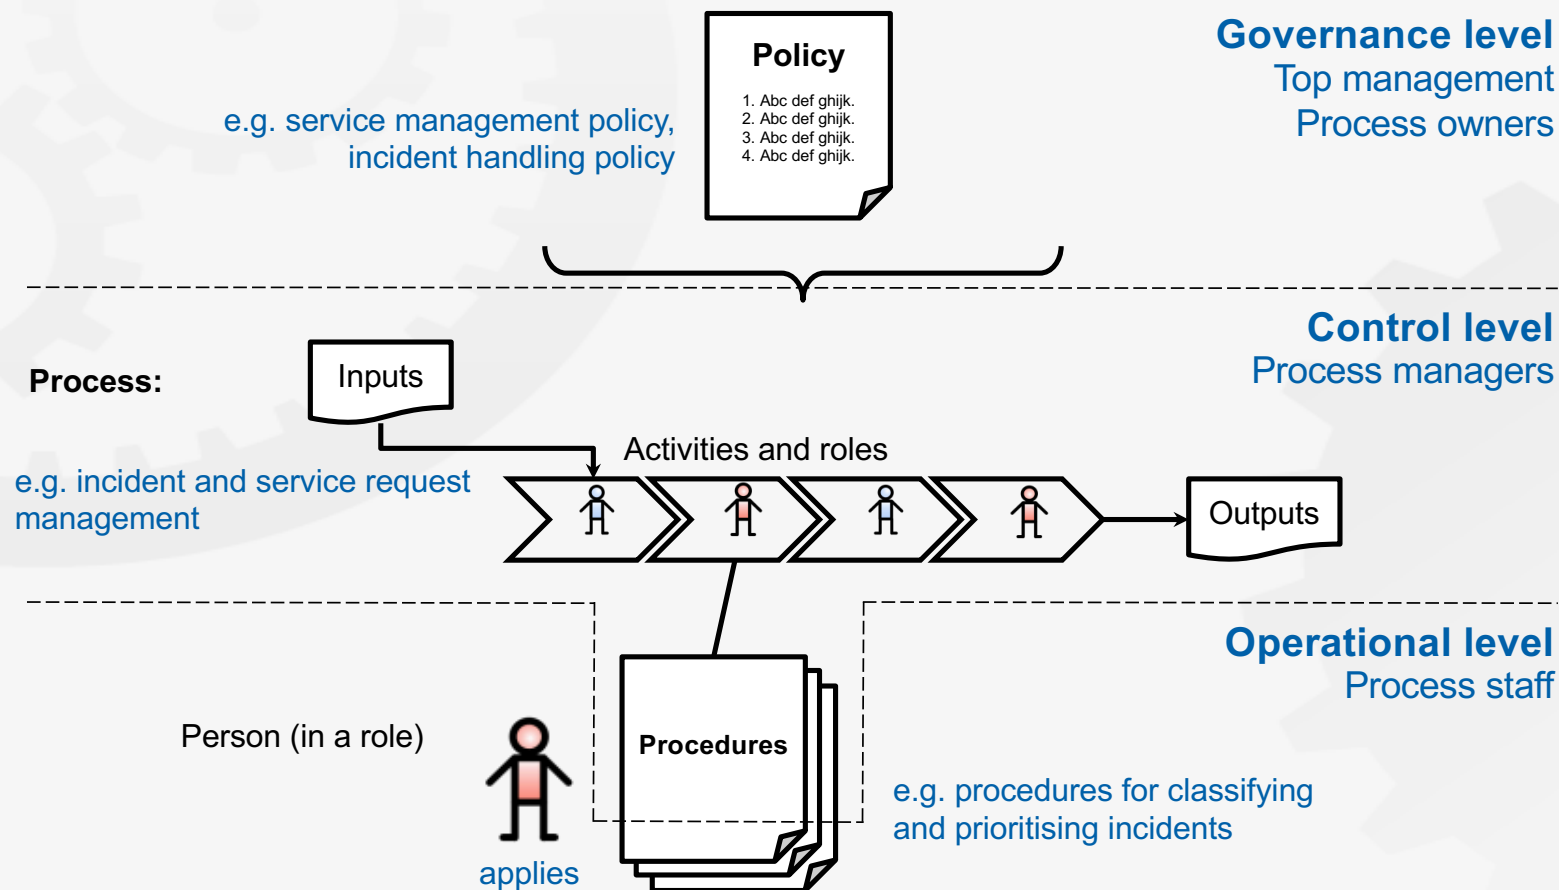 Governance level
Top management
Process owners
Policy
1. Abc def ghijk.
2. Abc def ghijk.
3. Abc def ghijk.
4. Abc def ghijk.
e.g. service management policy,
incident handling policy
Control level
Process managers
Process:
Inputs
Activities and roles
e.g. incident and service request
management
Outputs
Operational level
Process staff
Person (in a role)
Procedures
e.g. procedures for classifying
and prioritising incidents
applies